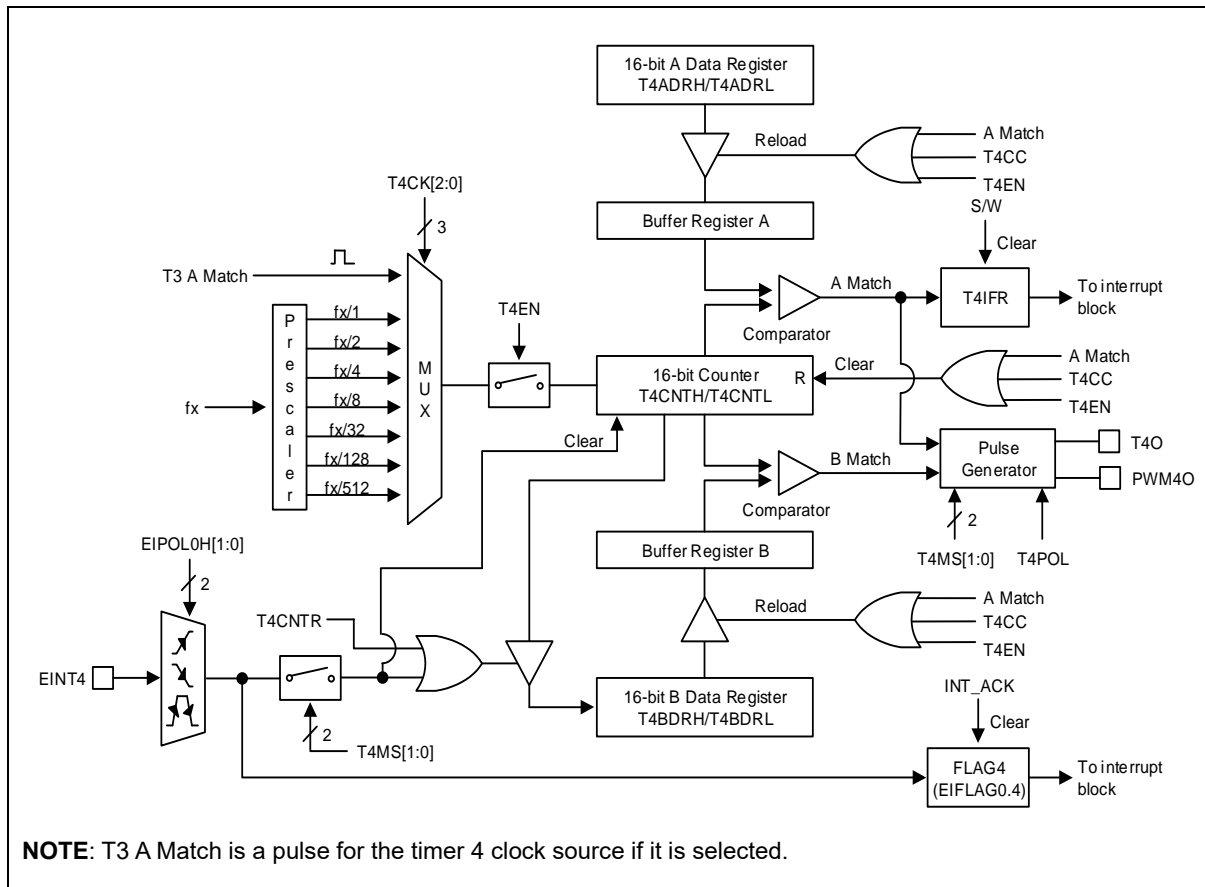 16-bit A Data Register
T4ADRH/T4ADRL
Reload
A Match
T4CC
T4EN
T4CK[2:0]
3
Buffer Register A
S/W
Clear
T3 A Match
A Match
T4IFR
To interrupt
block
Comparator
Prescaler
fx/1
fx/2
fx/4
fx/8
fx/32
fx/128
fx/512
fx
MUX
T4EN
16-bit Counter
T4CNTH/T4CNTL
R
Clear
A Match
T4CC
T4EN
Clear
B Match
Comparator
Pulse
Generator
T4O
PWM4O
2
T4MS[1:0]
T4POL
Buffer Register B
EIPOL0H[1:0]
2
Reload
A Match
T4CC
T4EN
T4CNTR
EINT4
16-bit B Data Register
T4BDRH/T4BDRL
2
T4MS[1:0]
INT_ACK
Clear
FLAG4
(EIFLAG0.4)
To interrupt
block
NOTE: T3 A Match is a pulse for the timer 4 clock source if it is selected.